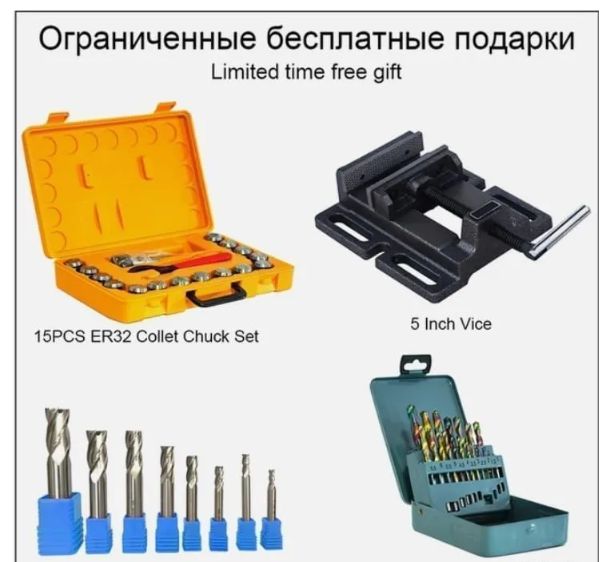 Ограниченные бесплатные подарки
Limited time free gift
15PCS ER32 Collet Chuck Set
5 Inch Vice